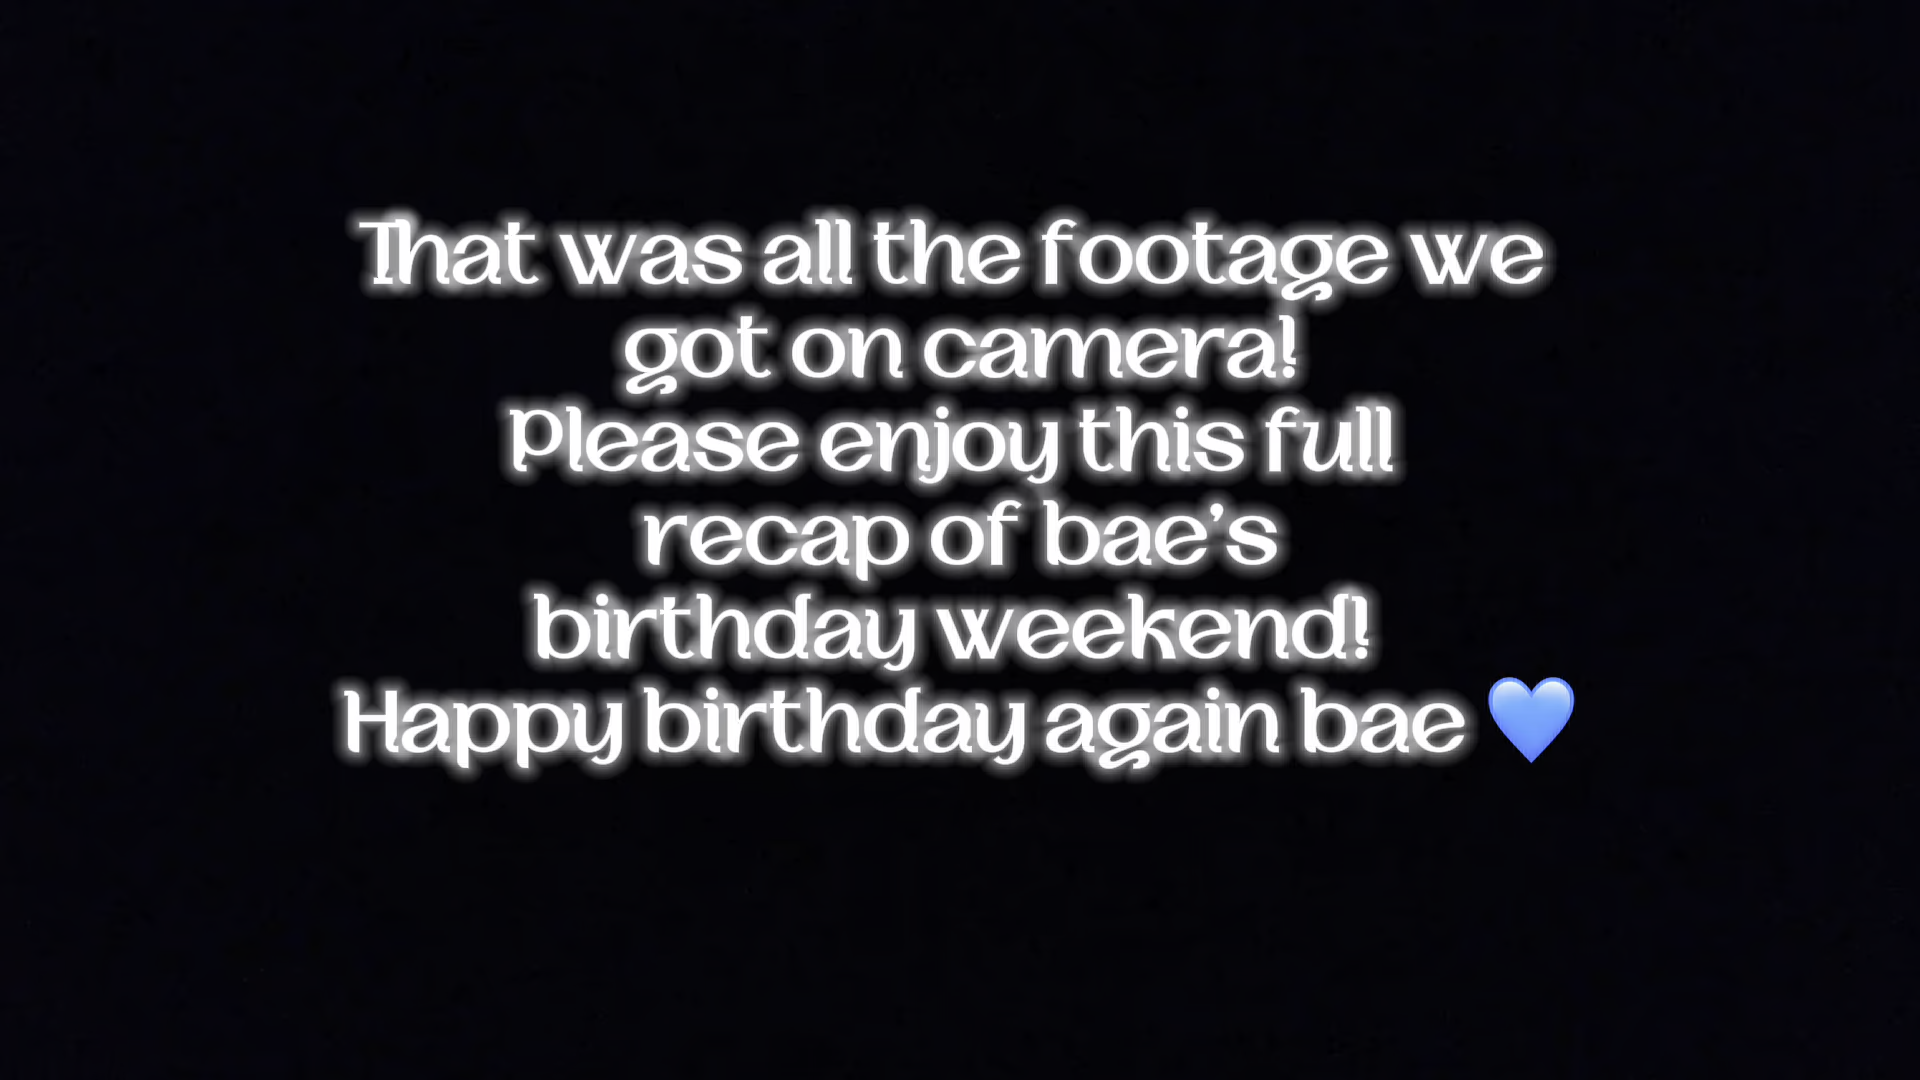 That was all the footage we
got on camera!
Please enjoy this full
recap of bae's
birthday weekend!
Happy birthday again bae 💙